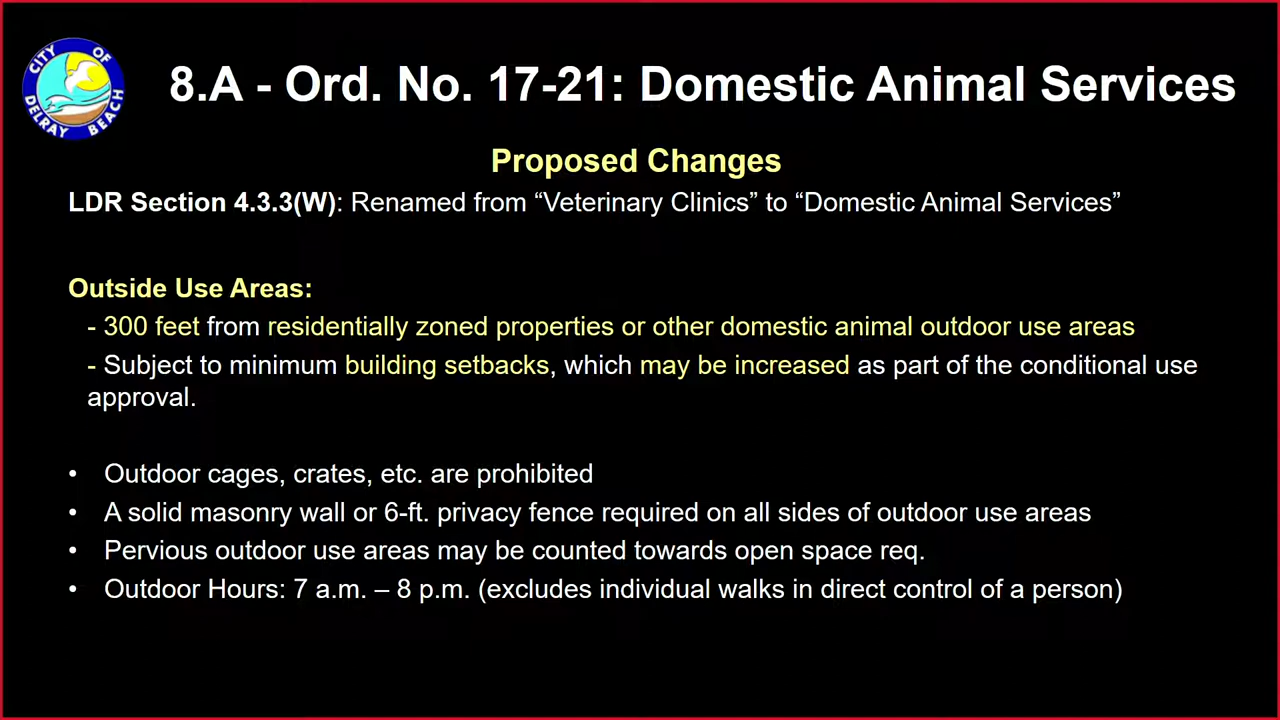 CITY OF
DELRAY BEACH
8.A - Ord. No. 17-21: Domestic Animal Services
Proposed Changes
LDR Section 4.3.3(W): Renamed from “Veterinary Clinics” to “Domestic Animal Services”
Outside Use Areas:
- 300 feet from residentially zoned properties or other domestic animal outdoor use areas
- Subject to minimum building setbacks, which may be increased as part of the conditional use
approval.
• Outdoor cages, crates, etc. are prohibited
• A solid masonry wall or 6-ft. privacy fence required on all sides of outdoor use areas
• Pervious outdoor use areas may be counted towards open space req.
• Outdoor Hours: 7 a.m. – 8 p.m. (excludes individual walks in direct control of a person)